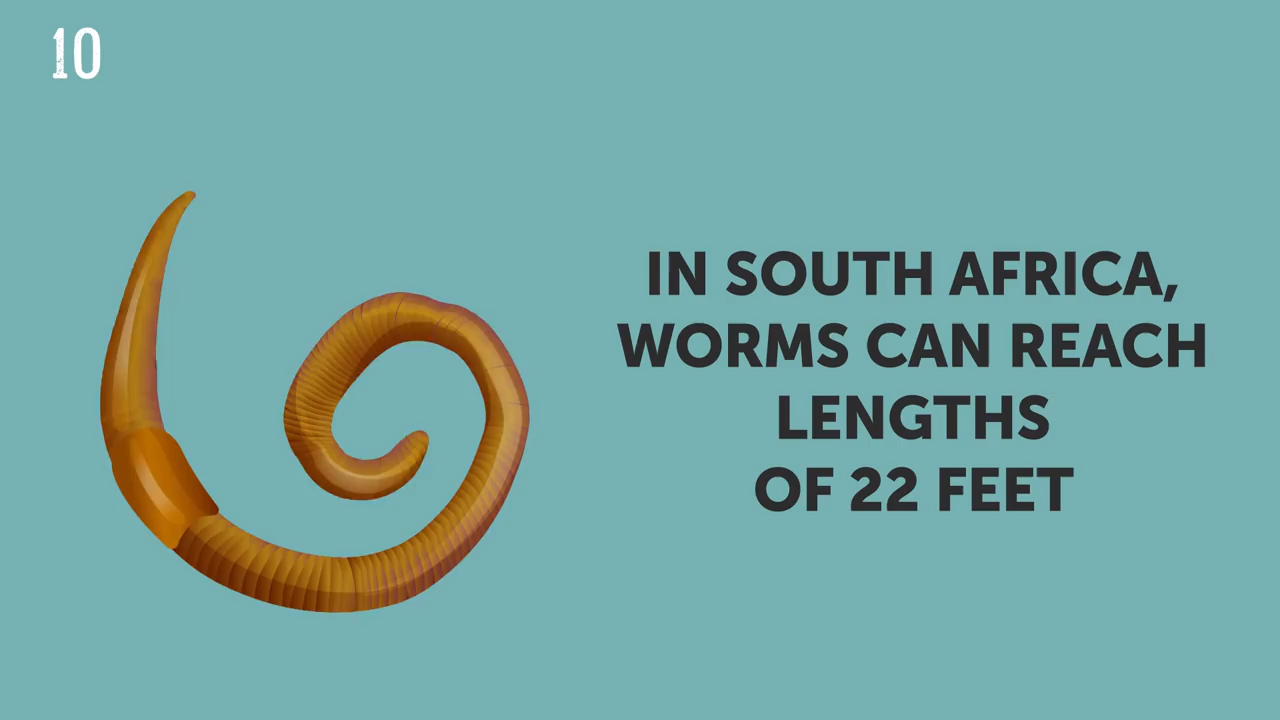 10
IN SOUTH AFRICA,
WORMS CAN REACH
LENGTHS
OF 22 FEET